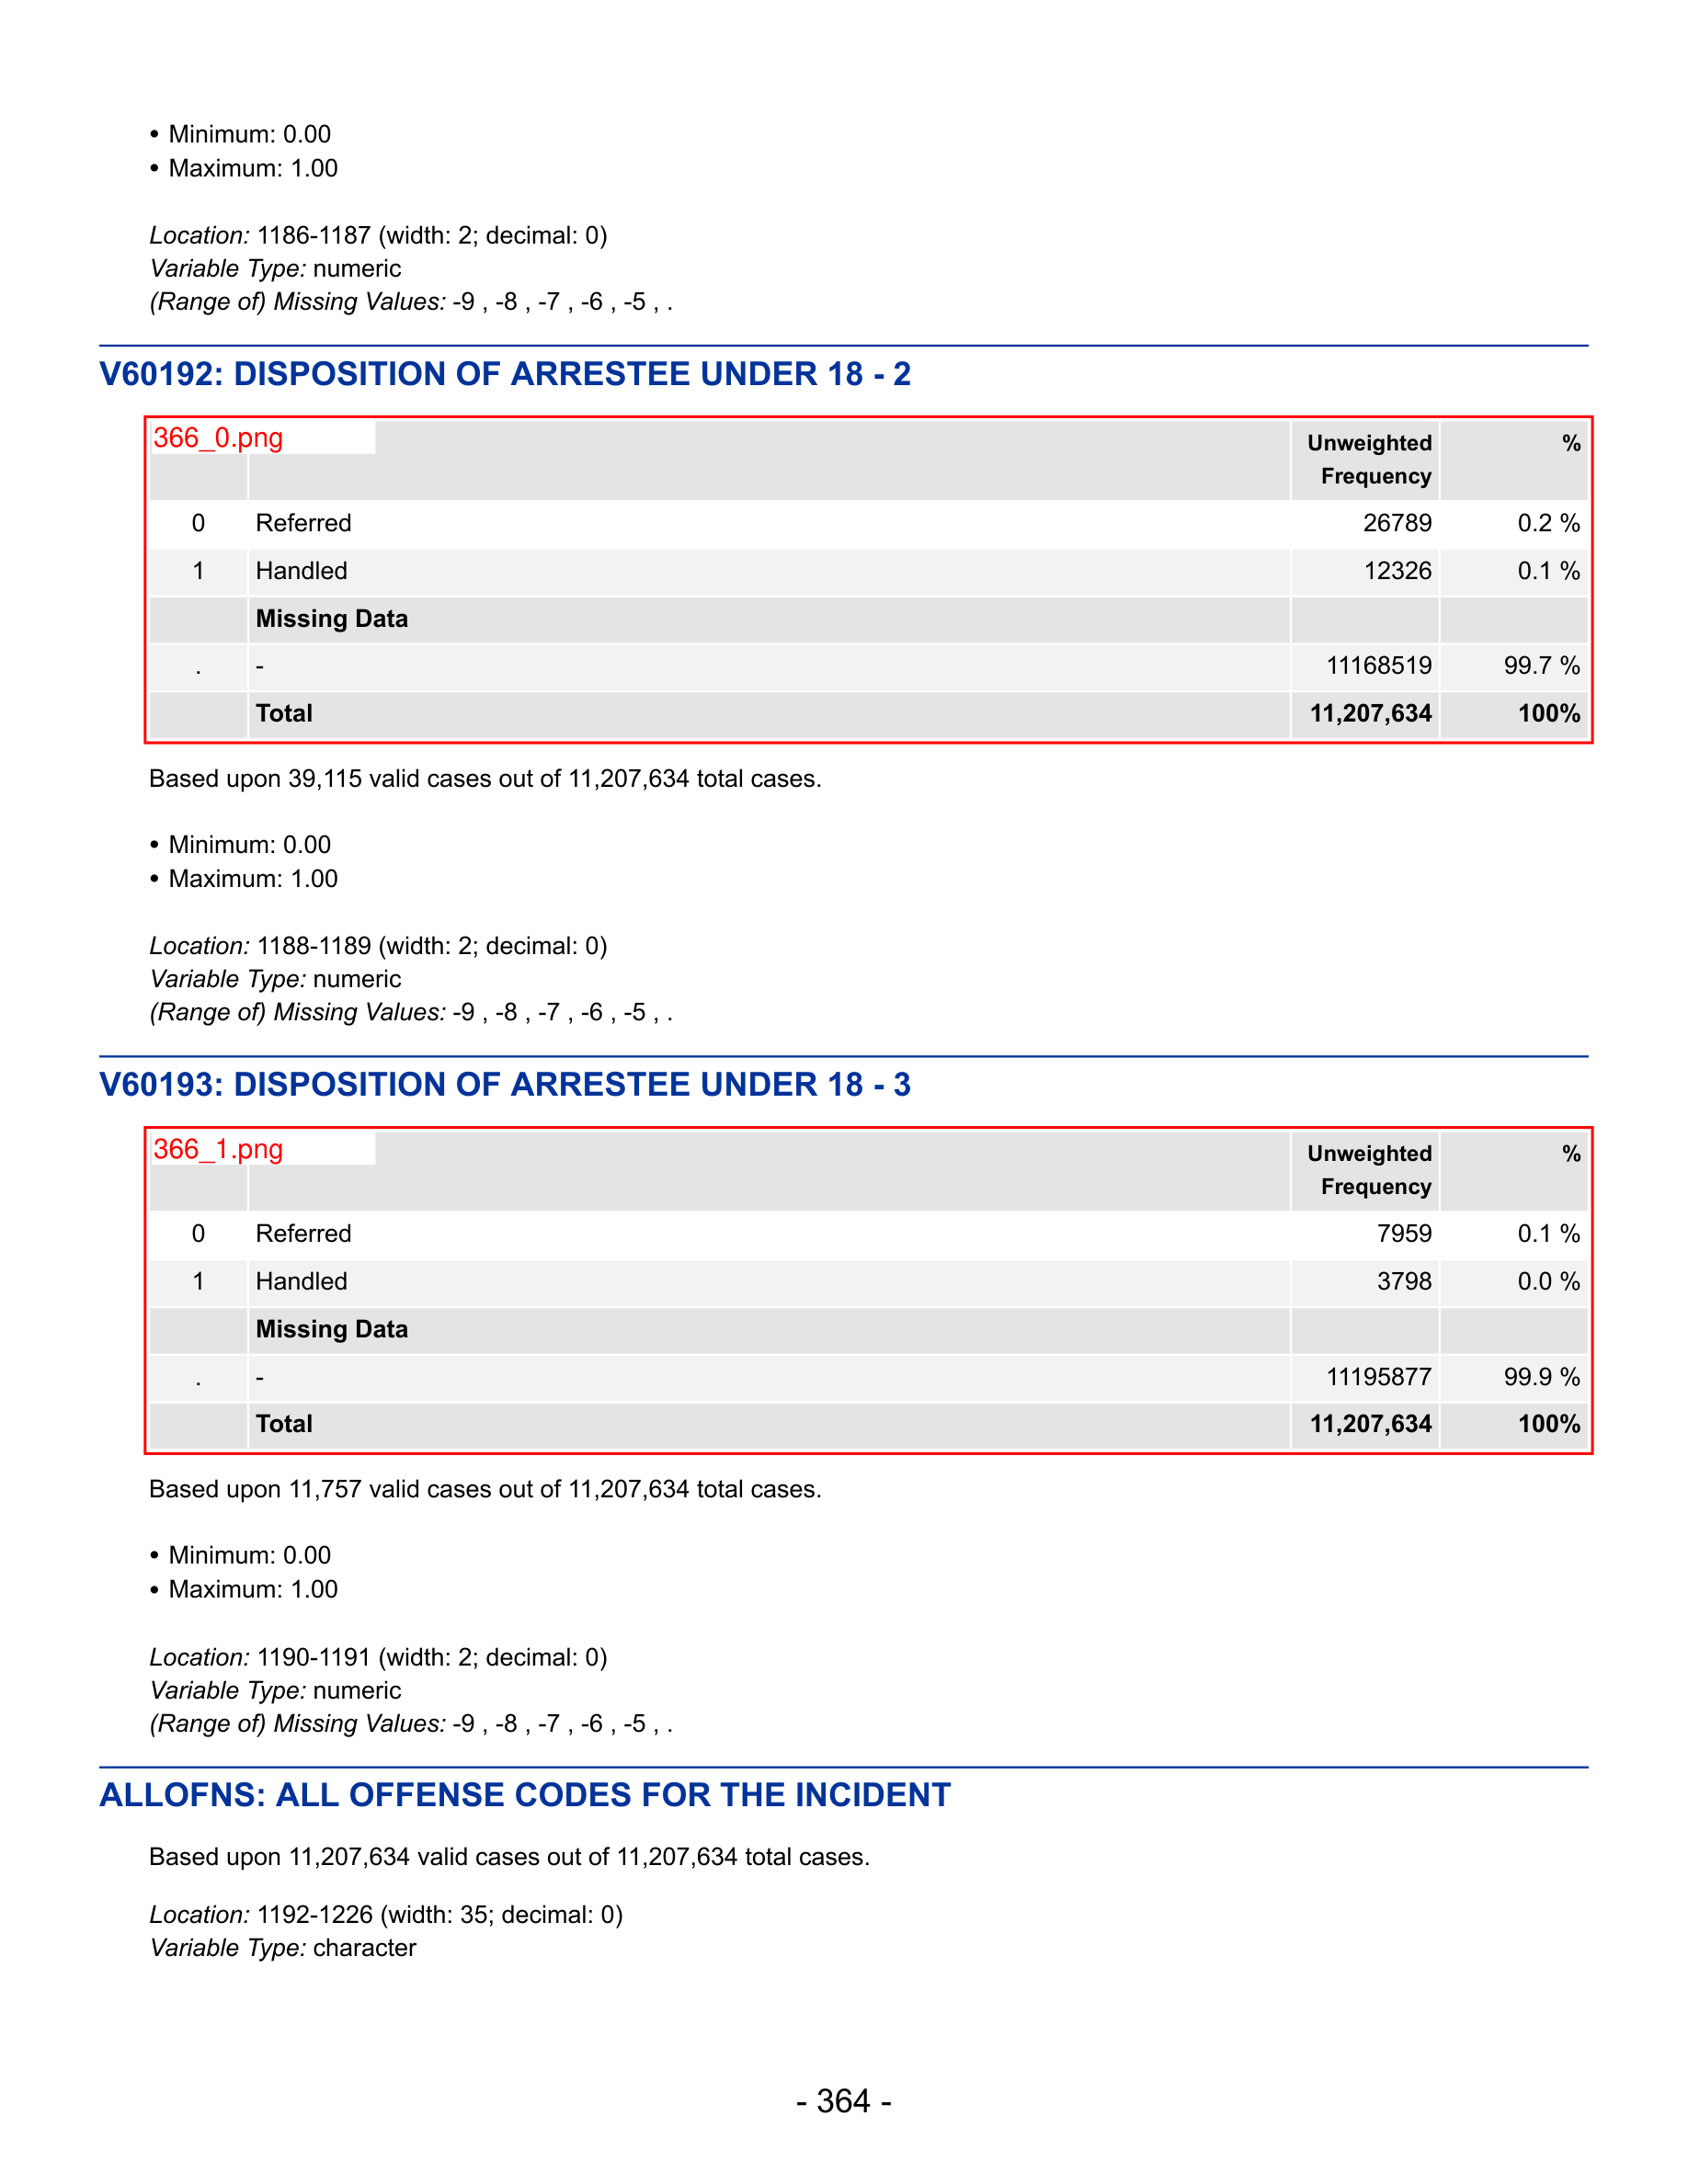 • Minimum: 0.00
• Maximum: 1.00
Location: 1186-1187 (width: 2; decimal: 0)
Variable Type: numeric
(Range of) Missing Values: -9 , -8 , -7 , -6 , -5 , .
V60192: DISPOSITION OF ARRESTEE UNDER 18 - 2
366_0.png
Unweighted Frequency %
0 Referred 26789 0.2 %
1 Handled 12326 0.1 %
Missing Data
. - 11168519 99.7 %
Total 11,207,634 100%
Based upon 39,115 valid cases out of 11,207,634 total cases.
• Minimum: 0.00
• Maximum: 1.00
Location: 1188-1189 (width: 2; decimal: 0)
Variable Type: numeric
(Range of) Missing Values: -9 , -8 , -7 , -6 , -5 , .
V60193: DISPOSITION OF ARRESTEE UNDER 18 - 3
366_1.png
Unweighted Frequency %
0 Referred 7959 0.1 %
1 Handled 3798 0.0 %
Missing Data
. - 11195877 99.9 %
Total 11,207,634 100%
Based upon 11,757 valid cases out of 11,207,634 total cases.
• Minimum: 0.00
• Maximum: 1.00
Location: 1190-1191 (width: 2; decimal: 0)
Variable Type: numeric
(Range of) Missing Values: -9 , -8 , -7 , -6 , -5 , .
ALLOFNS: ALL OFFENSE CODES FOR THE INCIDENT
Based upon 11,207,634 valid cases out of 11,207,634 total cases.
Location: 1192-1226 (width: 35; decimal: 0)
Variable Type: character
- 364 -